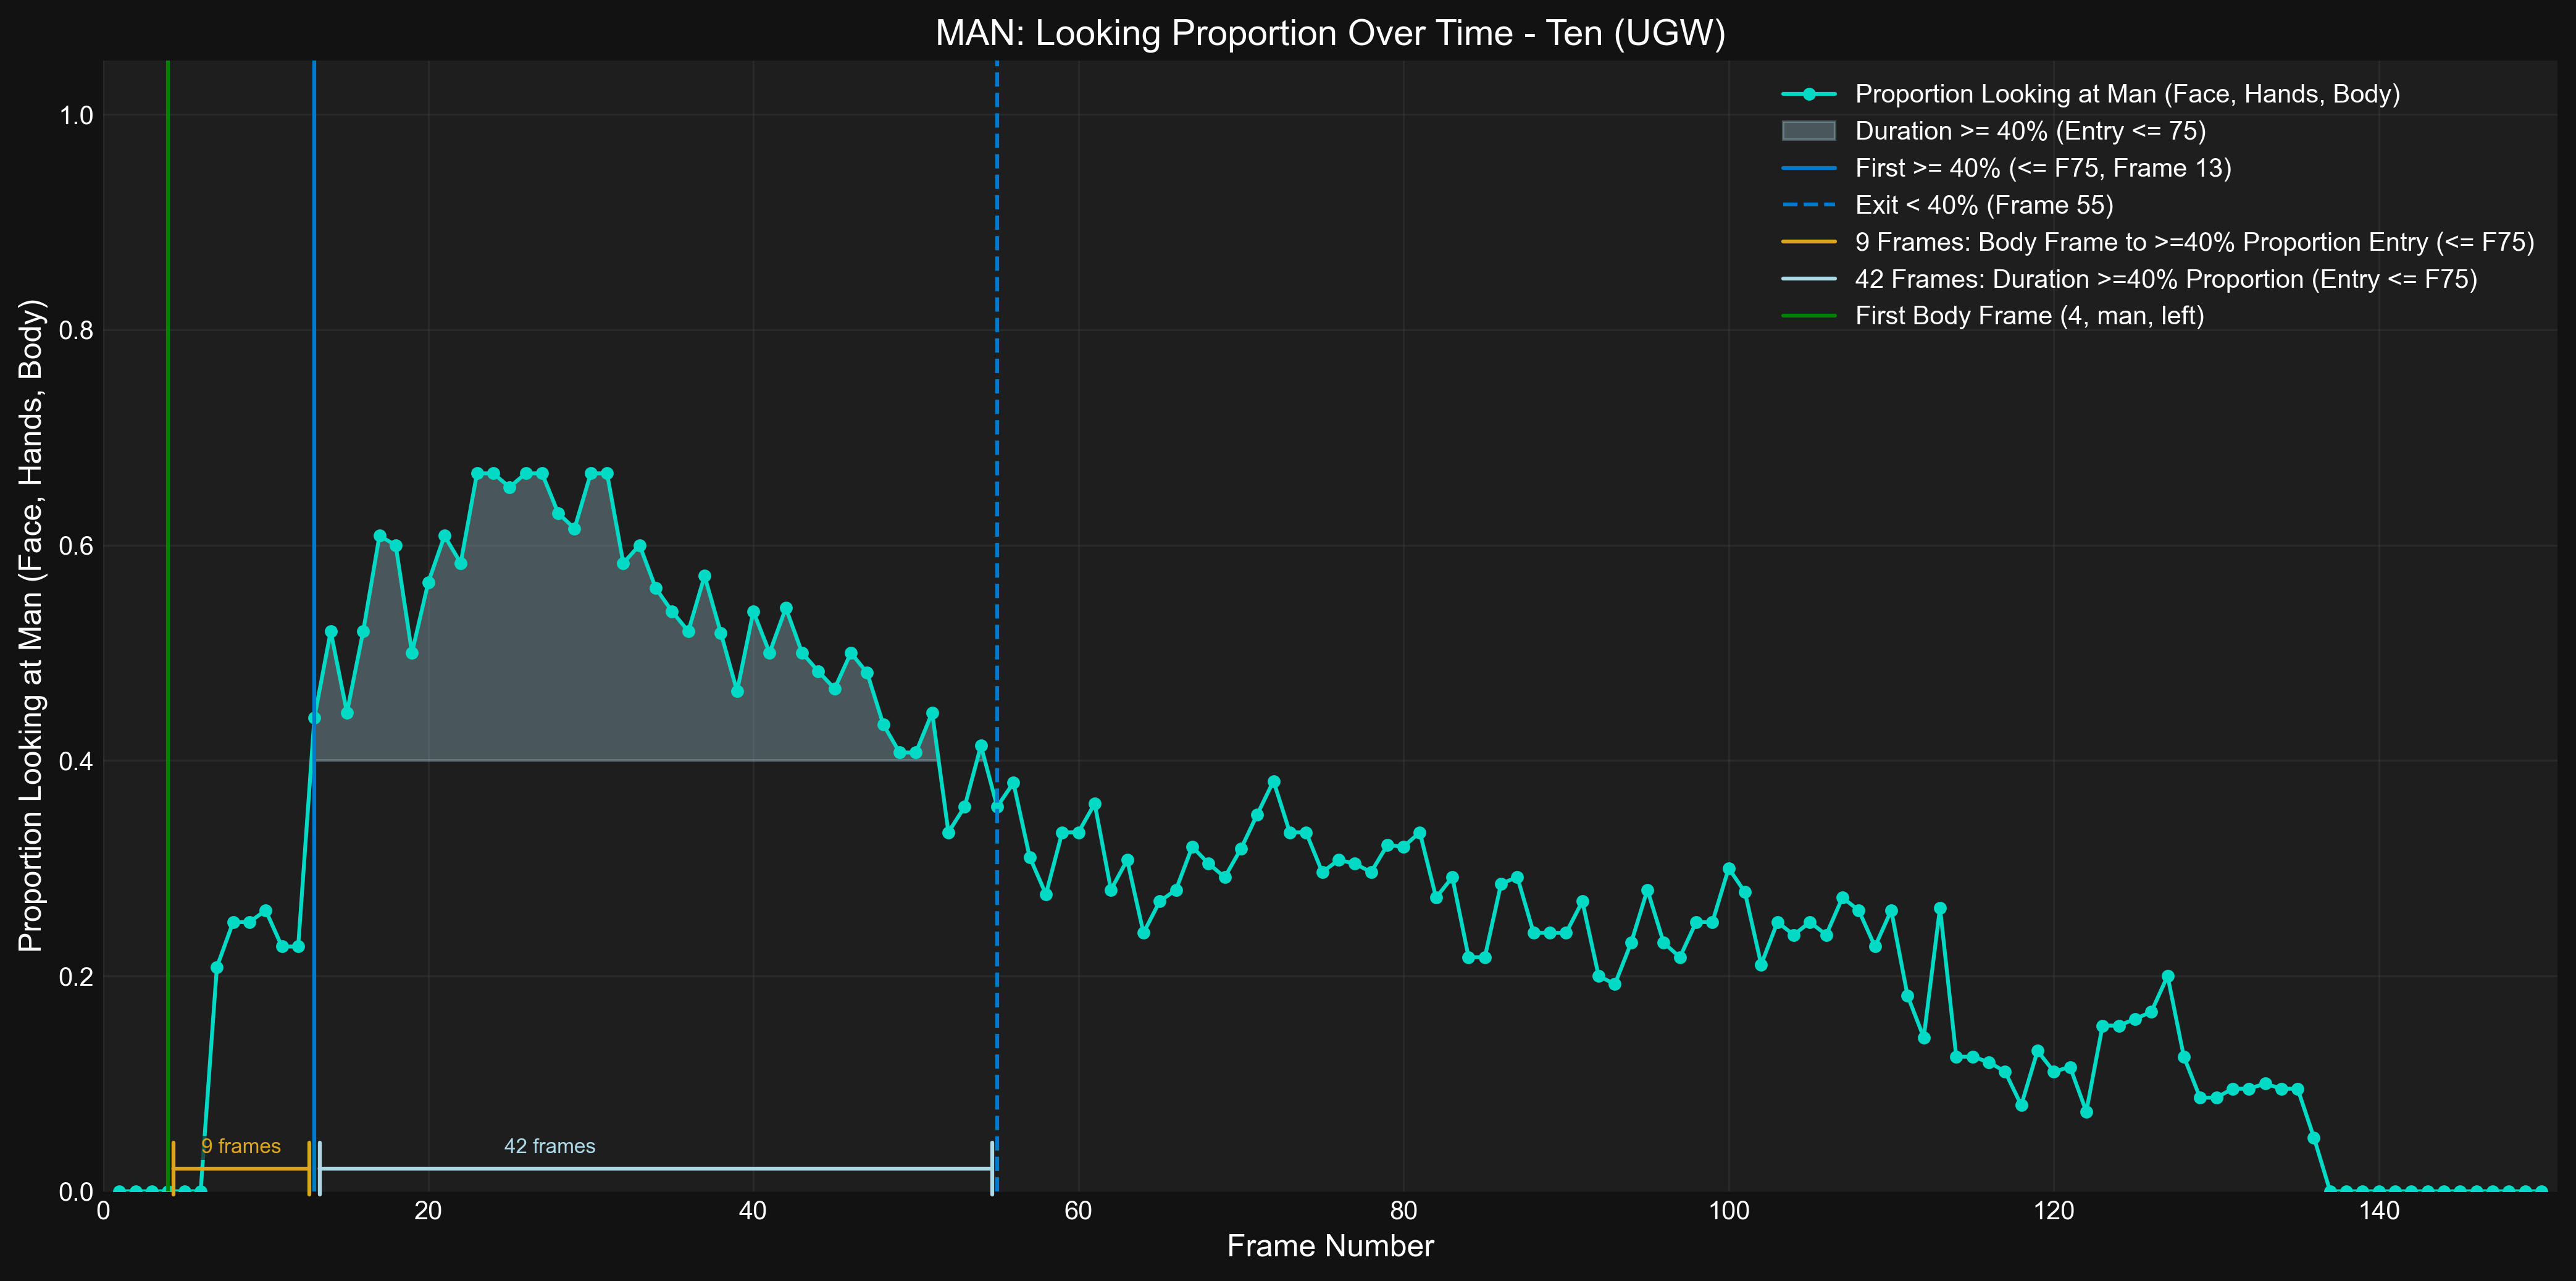 MAN: Looking Proportion Over Time - Ten (UGW)
Proportion Looking at Man (Face, Hands, Body)
Duration >= 40% (Entry <= 75)
First >= 40% (<= F75, Frame 13)
Exit < 40% (Frame 55)
9 Frames: Body Frame to >=40% Proportion Entry (<= F75)
42 Frames: Duration >=40% Proportion (Entry <= F75)
First Body Frame (4, man, left)
Proportion Looking at Man (Face, Hands, Body)
1.0
0.8
0.6
0.4
0.2
0.0
9 frames
42 frames
0 20 40 60 80 100 120 140
Frame Number